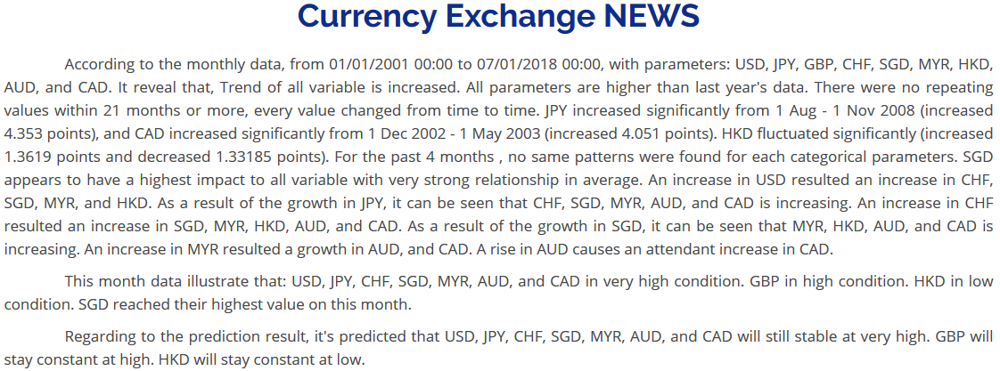 Currency Exchange NEWS
According to the monthly data, from 01/01/2001 00:00 to 07/01/2018 00:00, with parameters: USD, JPY, GBP, CHF, SGD, MYR, HKD,
AUD, and CAD. It reveal that, Trend of all variable is increased. All parameters are higher than last year's data. There were no repeating
values within 21 months or more, every value changed from time to time. JPY increased significantly from 1 Aug - 1 Nov 2008 (increased
4.353 points), and CAD increased significantly from 1 Dec 2002 - 1 May 2003 (increased 4.051 points). HKD fluctuated significantly (increased
1.3619 points and decreased 1.33185 points). For the past 4 months , no same patterns were found for each categorical parameters. SGD
appears to have a highest impact to all variable with very strong relationship in average. An increase in USD resulted an increase in CHF,
SGD, MYR, and HKD. As a result of the growth in JPY, it can be seen that CHF, SGD, MYR, AUD, and CAD is increasing. An increase in CHF
resulted an increase in SGD, MYR, HKD, AUD, and CAD. As a result of the growth in SGD, it can be seen that MYR, HKD, AUD, and CAD is
increasing. An increase in MYR resulted a growth in AUD, and CAD. A rise in AUD causes an attendant increase in CAD.
This month data illustrate that: USD, JPY, CHF, SGD, MYR, AUD, and CAD in very high condition. GBP in high condition. HKD in low
condition. SGD reached their highest value on this month.
Regarding to the prediction result, it's predicted that USD, JPY, CHF, SGD, MYR, AUD, and CAD will still stable at very high. GBP will
stay constant at high. HKD will stay constant at low.